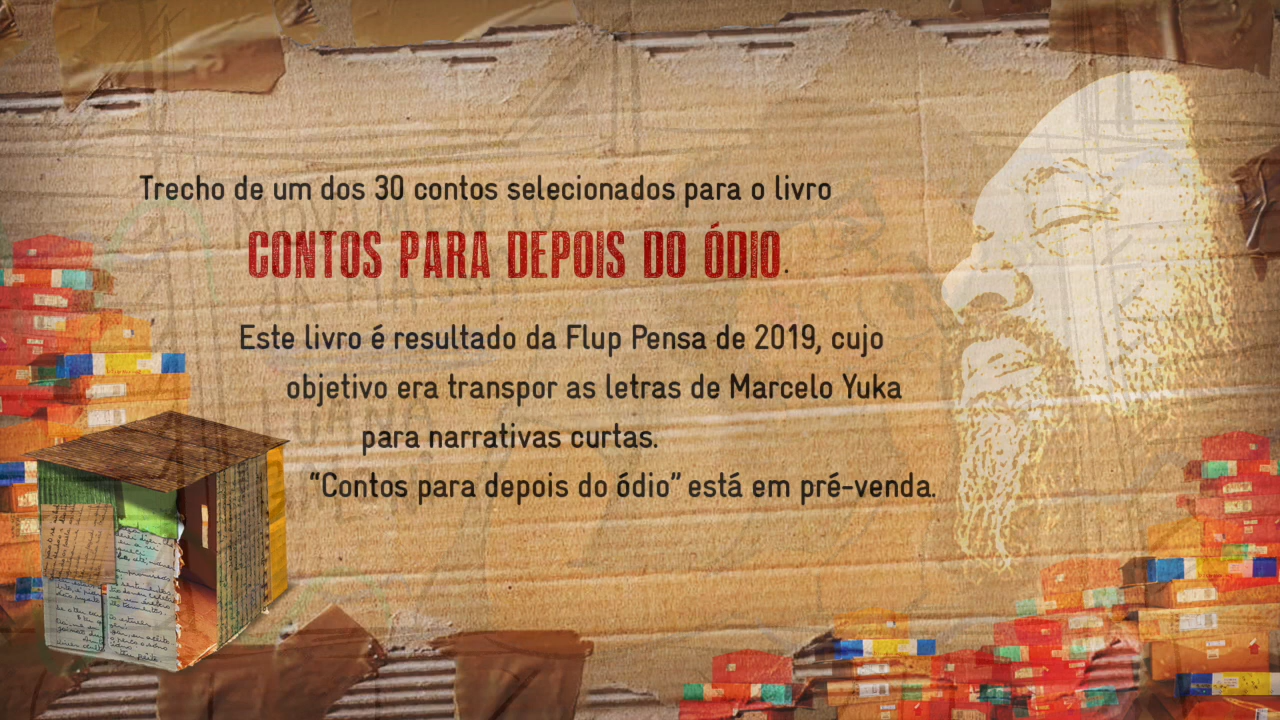 Trecho de um dos 30 contos selecionados para o livro
CONTOS PARA DEPOIS DO ÓDIO.
Este livro é resultado da Flup Pensa de 2019, cujo
objetivo era transpor as letras de Marcelo Yuka
para narrativas curtas.
“Contos para depois do ódio” está em pré-venda.